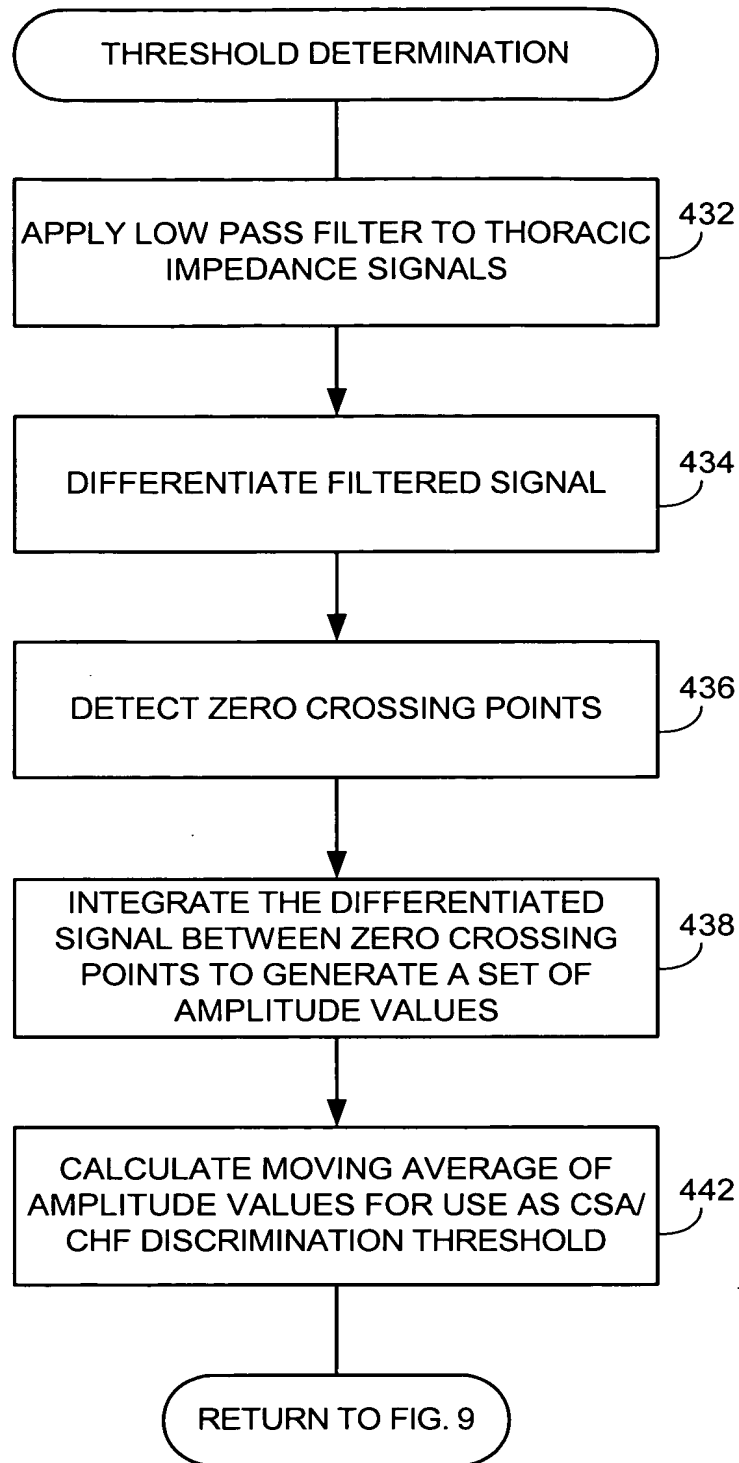 THRESHOLD DETERMINATION
APPLY LOW PASS FILTER TO THORACIC
IMPEDANCE SIGNALS
432
DIFFERENTIATE FILTERED SIGNAL
434
DETECT ZERO CROSSING POINTS
436
INTEGRATE THE DIFFERENTIATED
SIGNAL BETWEEN ZERO CROSSING
POINTS TO GENERATE A SET OF
AMPLITUDE VALUES
438
CALCULATE MOVING AVERAGE OF
AMPLITUDE VALUES FOR USE AS CSA/
CHF DISCRIMINATION THRESHOLD
442
RETURN TO FIG. 9